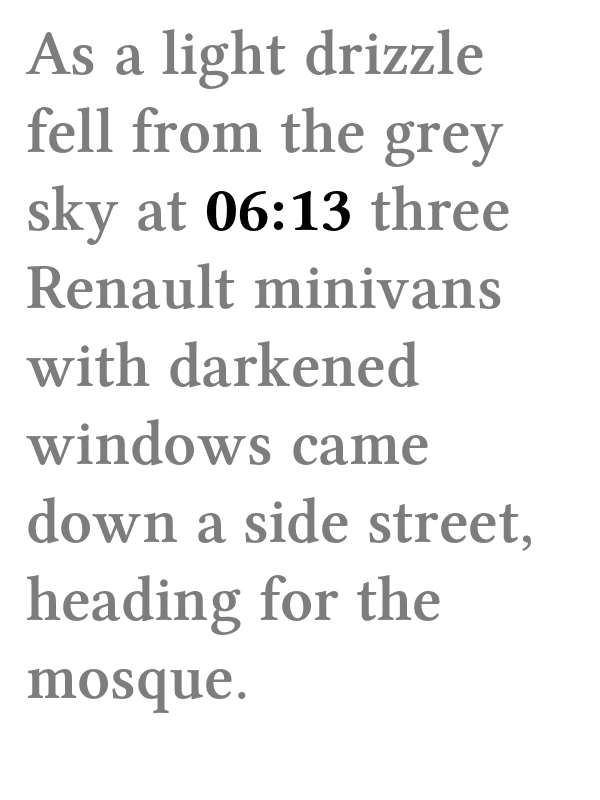 As a light drizzle
fell from the grey
sky at 06:13 three
Renault minivans
with darkened
windows came
down a side street,
heading for the
mosque.